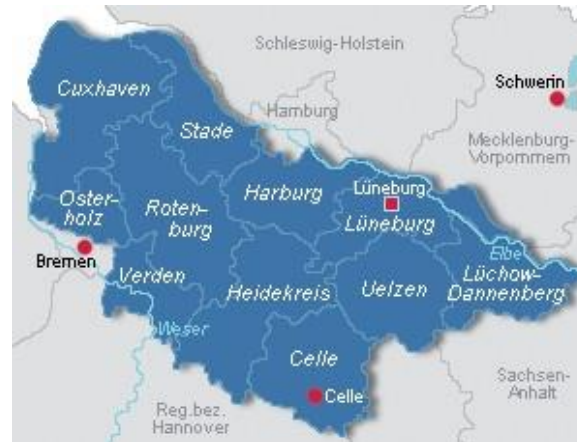 Schleswig-Holstein
Cuxhaven
Schwerin
Hamburg
Stade
Mecklenburg-
Vorpommern
Harburg
Lüneburg
Lüneburg
Oster-
holz
Roten-
burg
Bremen
Verden
Elbe
Heidekreis
Uelzen
Lüchow-
Dannenberg
Weser
Celle
Celle
Sachsen-
Anhalt
Reg.bez.
Hannover